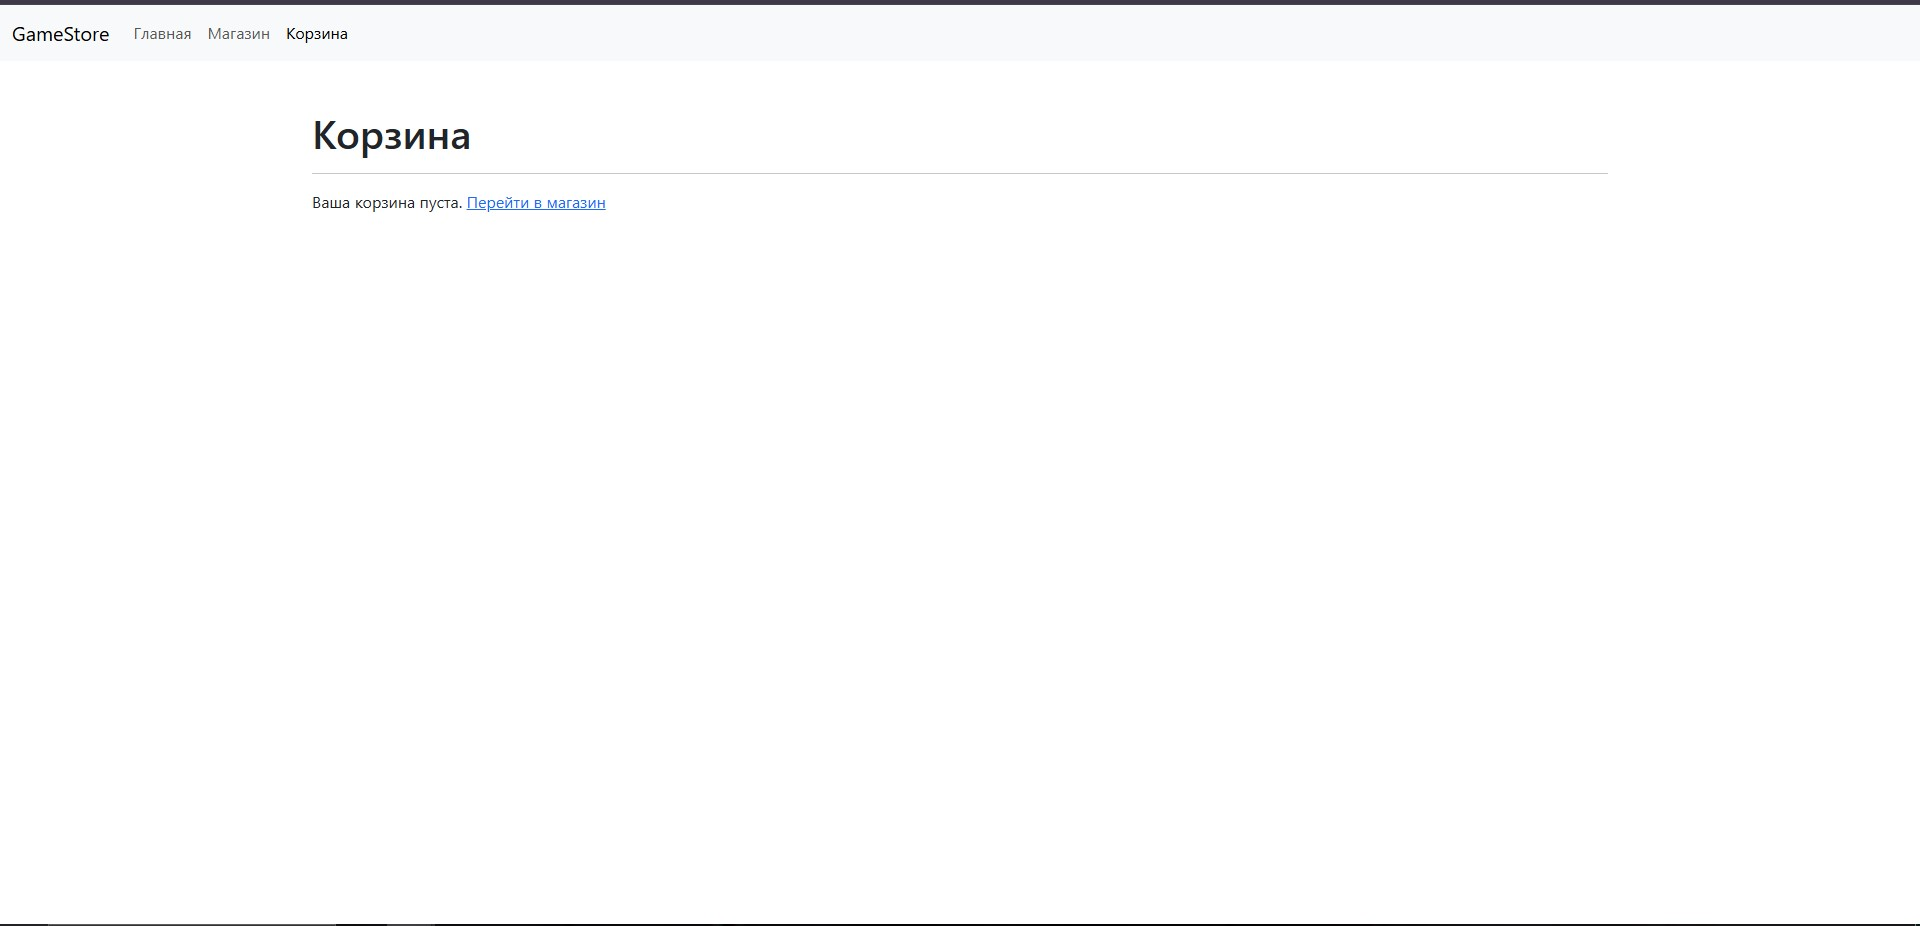 GameStore Главная Магазин Корзина
Корзина
Ваша корзина пуста. Перейти в магазин